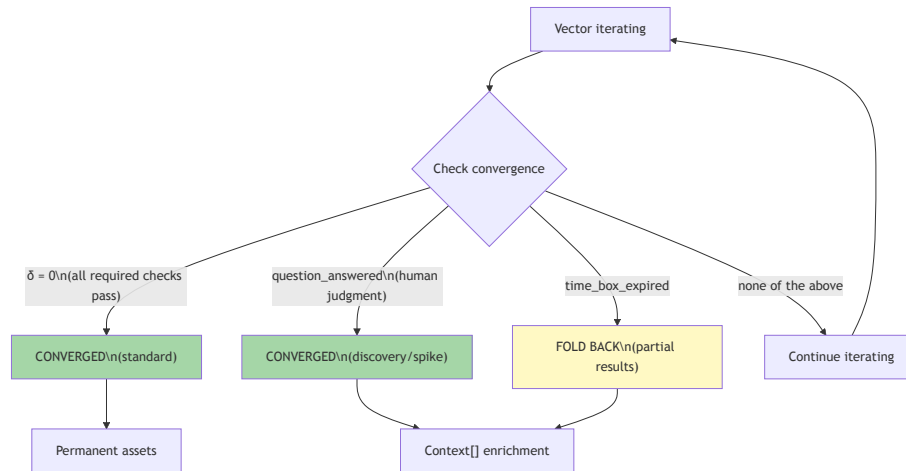 Vector iterating
Check convergence
δ = 0\n(all required checks
pass)
question_answered\n(human
judgment)
time_box_expired
none of the above
CONVERGED\n(standard)
CONVERGED\n(discovery/spike)
FOLD BACK\n(partial
results)
Continue iterating
Permanent assets
Context[] enrichment